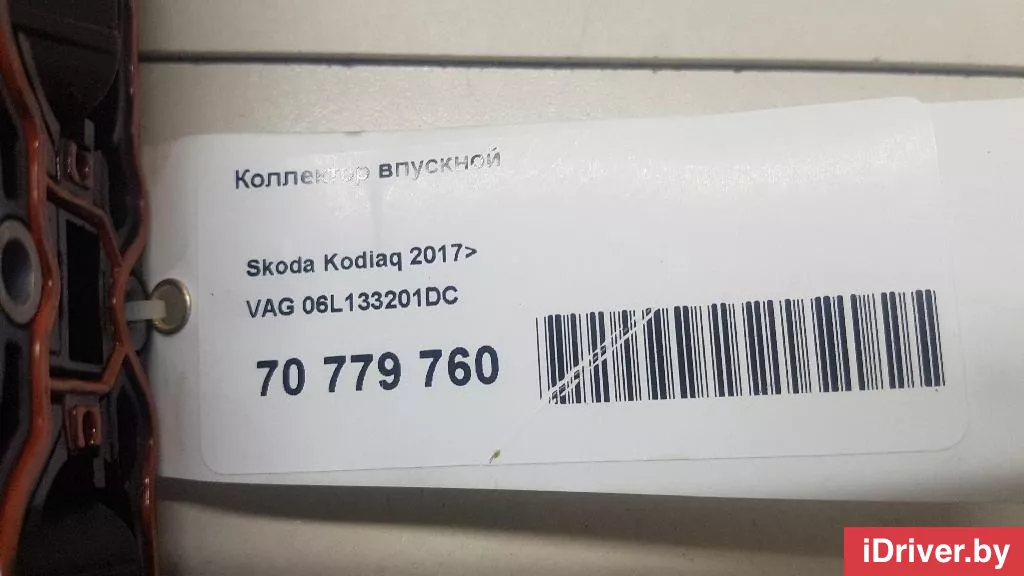 Коллектор впускной
Skoda Kodiaq 2017>
VAG 06L133201DC
70 779 760
iDriver.by